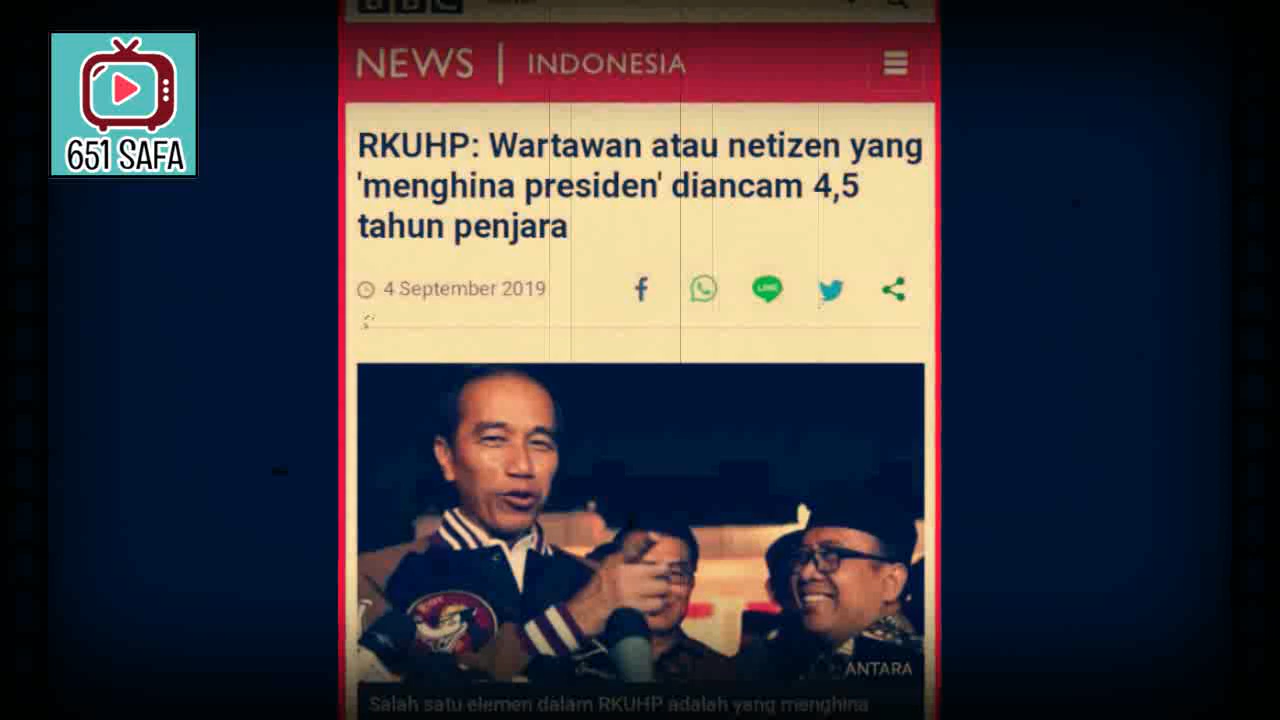 BBC
NEWS | INDONESIA
651 SAFA
RKUHP: Wartawan atau netizen yang
'menghina presiden' diancam 4,5
tahun penjara
4 September 2019
LINE
ANTARA
Salah satu elemen dalam RKUHP adalah yang menghina